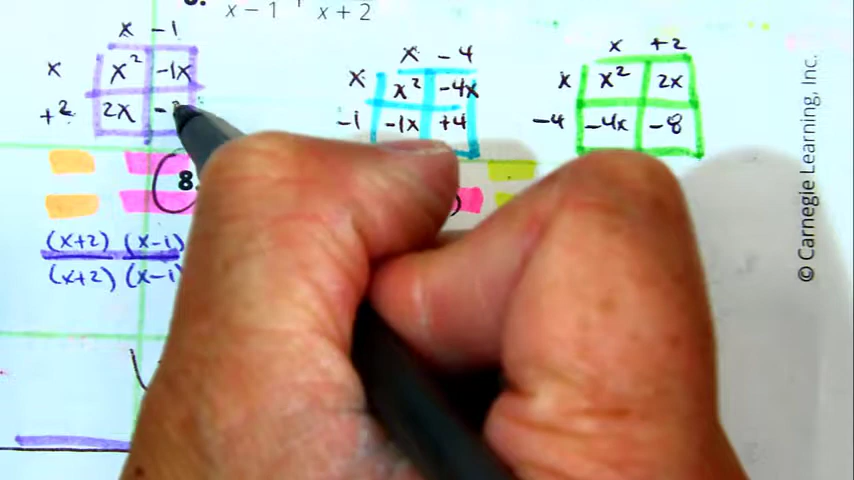 x − 1 + x + 2
x -1
x x² -1x
+2 2x
x - 4
x x² -4x
-1 -1x +4
x +2
x x² 2x
-4 -4x -8
8.
(x+2) (x-1)
(x+2) (x-1)
© Carnegie Learning, Inc.